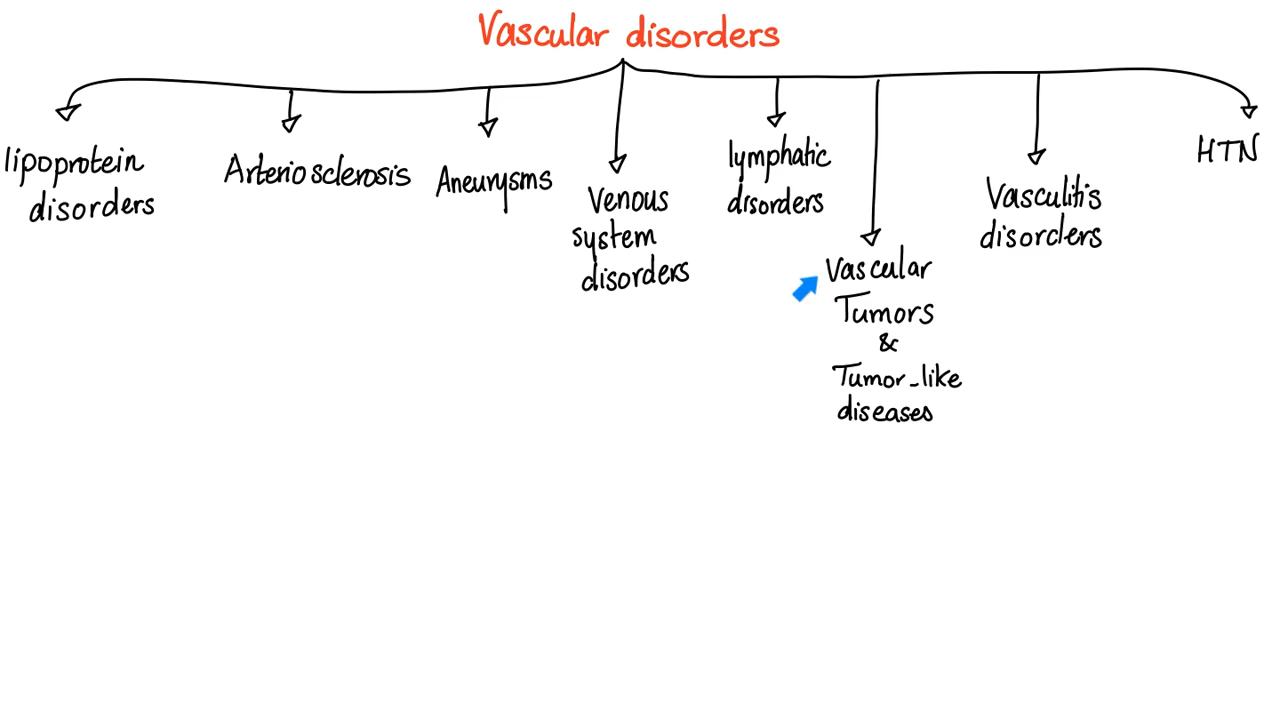 Vascular disorders
lipoprotein
disorders
Arteriosclerosis
Aneurysms
Venous
system
disorders
lymphatic
disorders
Vascular
Tumors
&
Tumor-like
diseases
Vasculitis
disorders
HTN